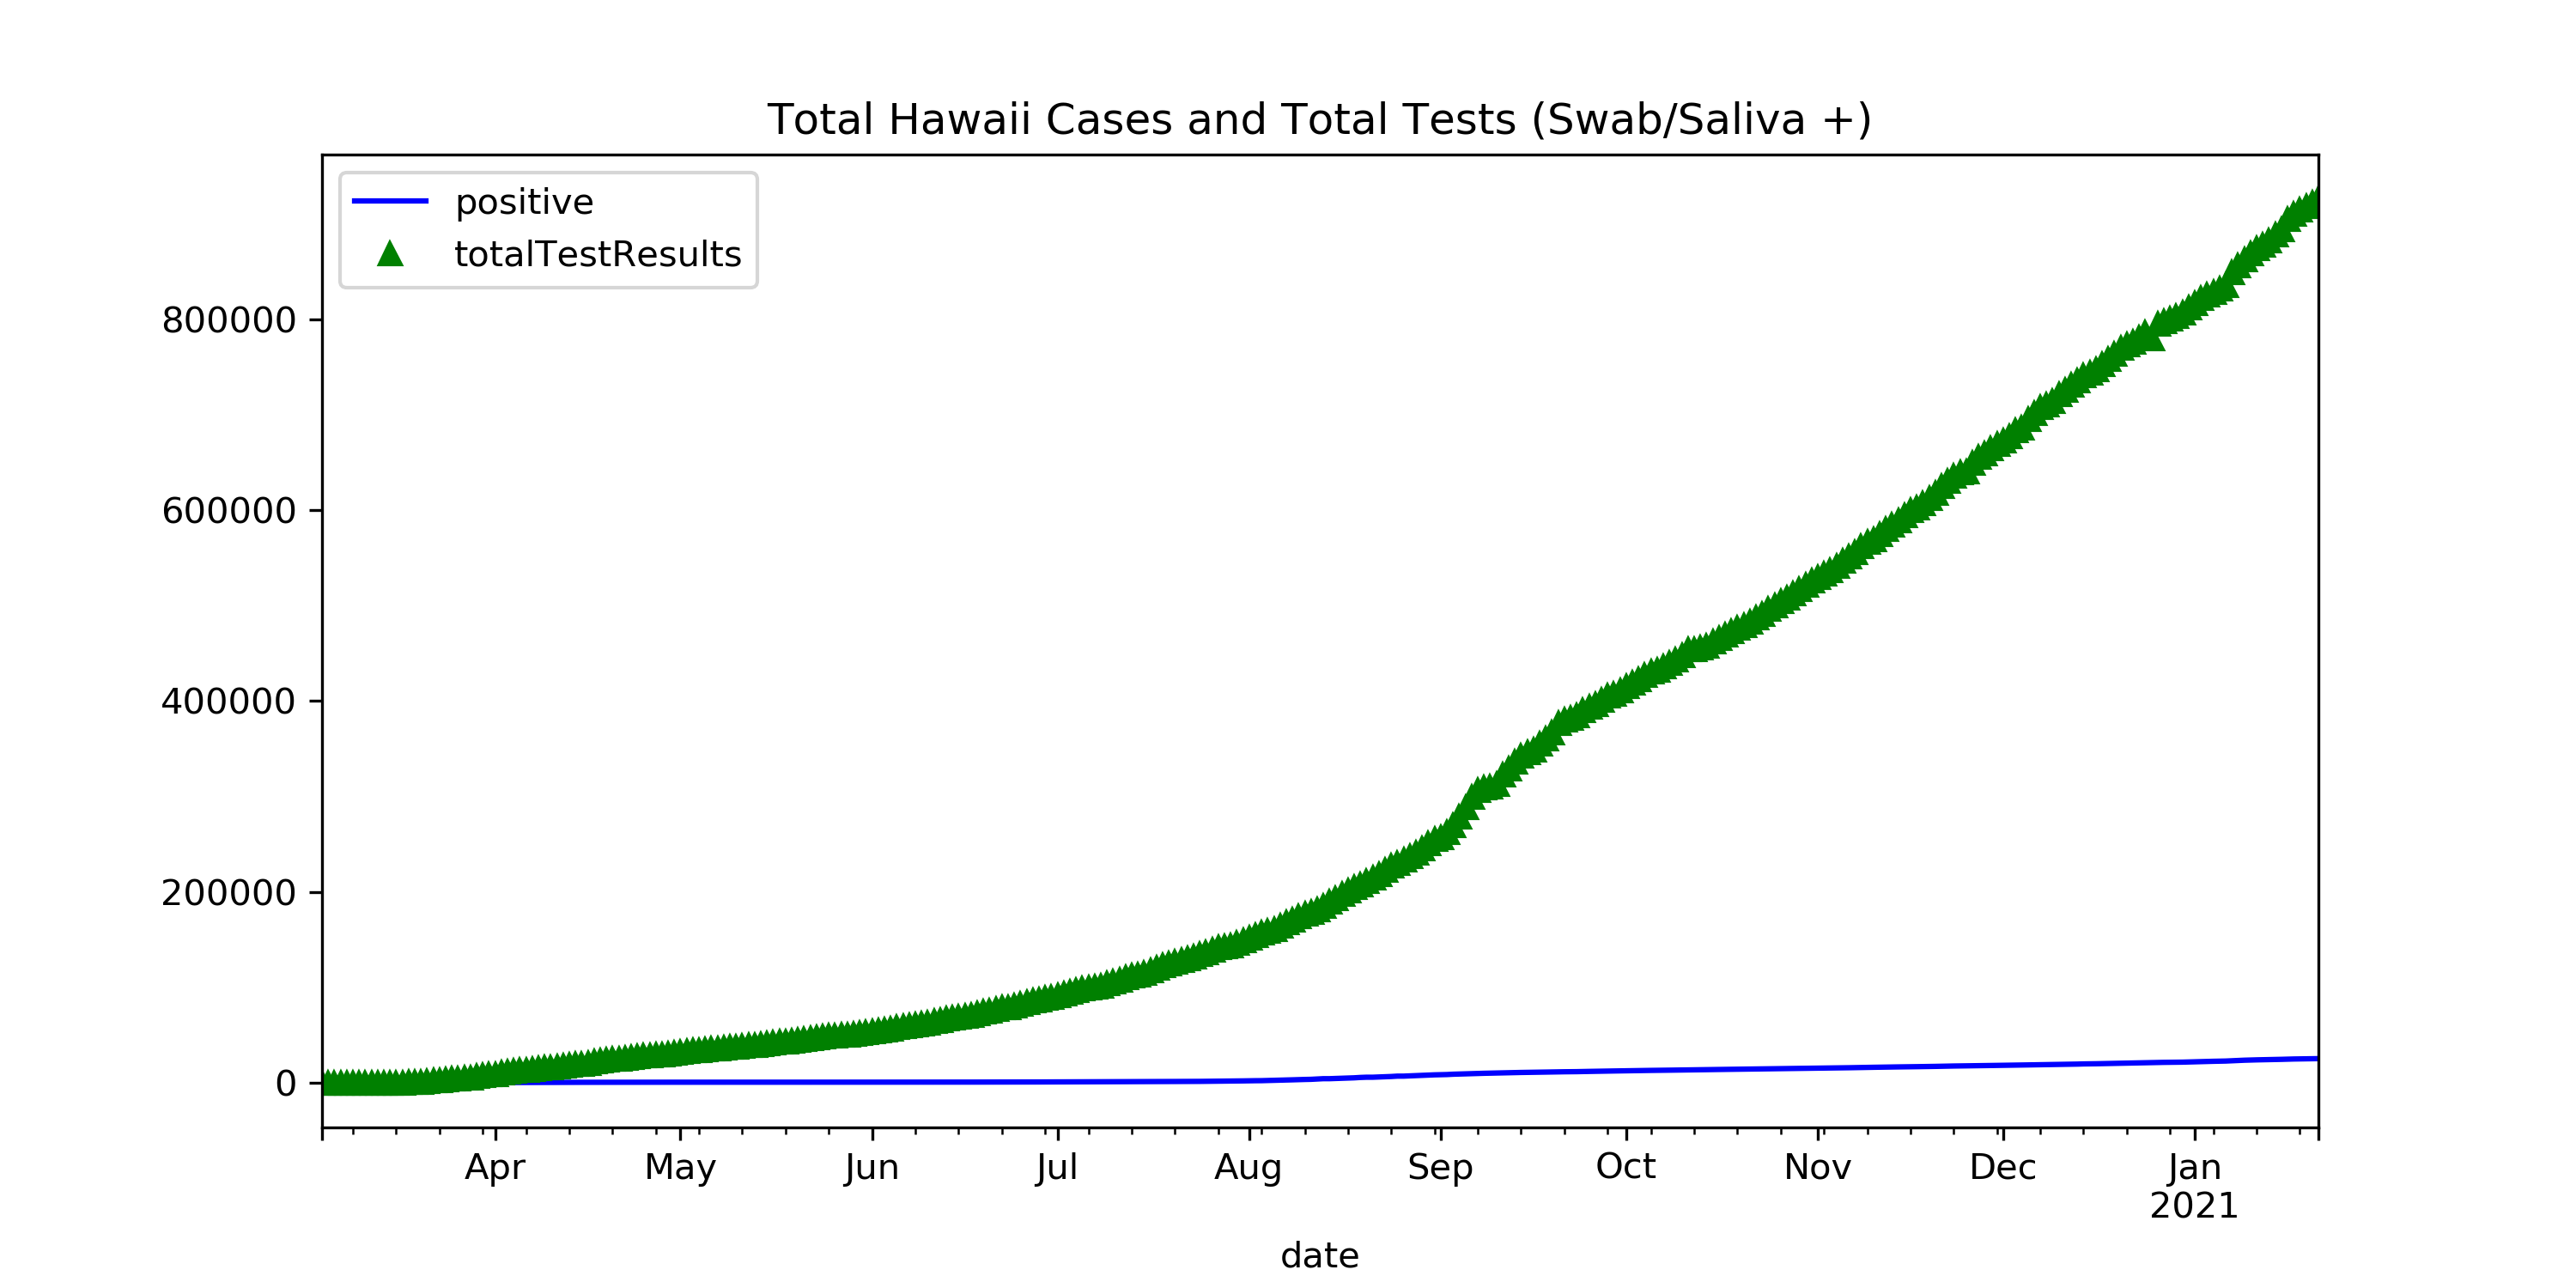 Total Hawaii Cases and Total Tests (Swab/Saliva +)
positive
totalTestResults
800000
600000
400000
200000
0
Apr May Jun Jul Aug Sep Oct Nov Dec Jan
2021
date